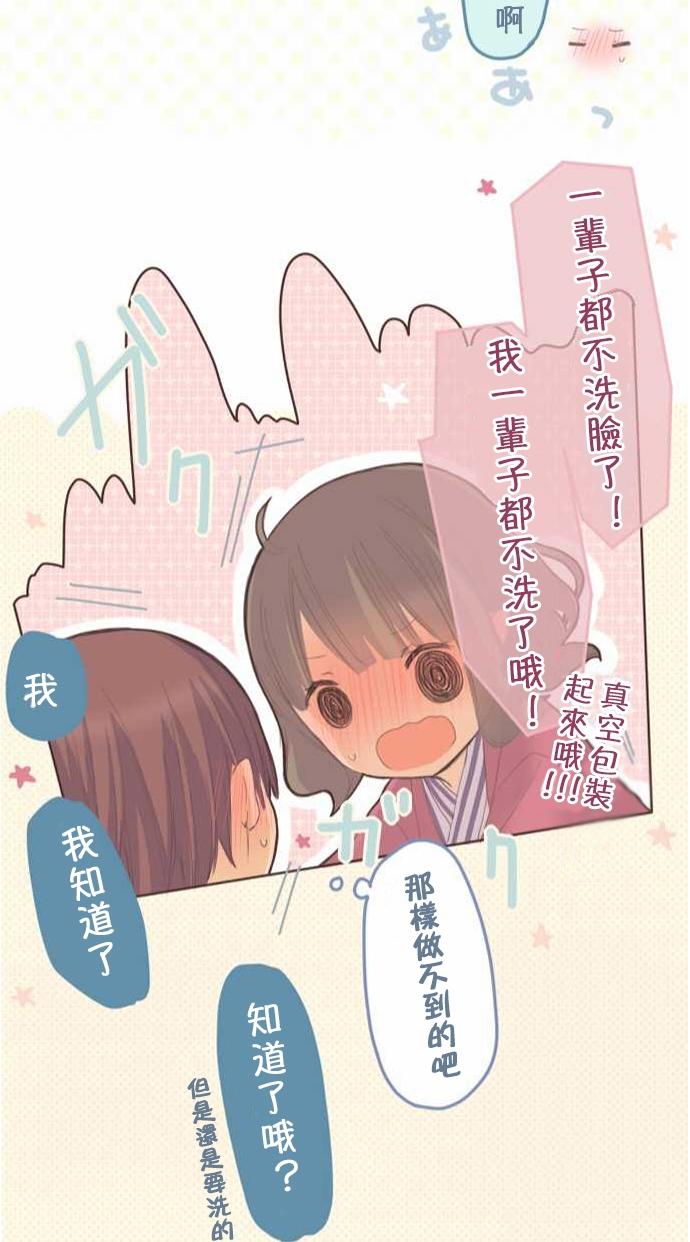 啊
あぁあっ
一輩子都不洗臉了！
我一輩子都不洗了哦！
真空包裝
起來哦!!!
ガク
ガク
我
我知道了
那樣做不到的吧
知道了哦？
但是還是要洗的